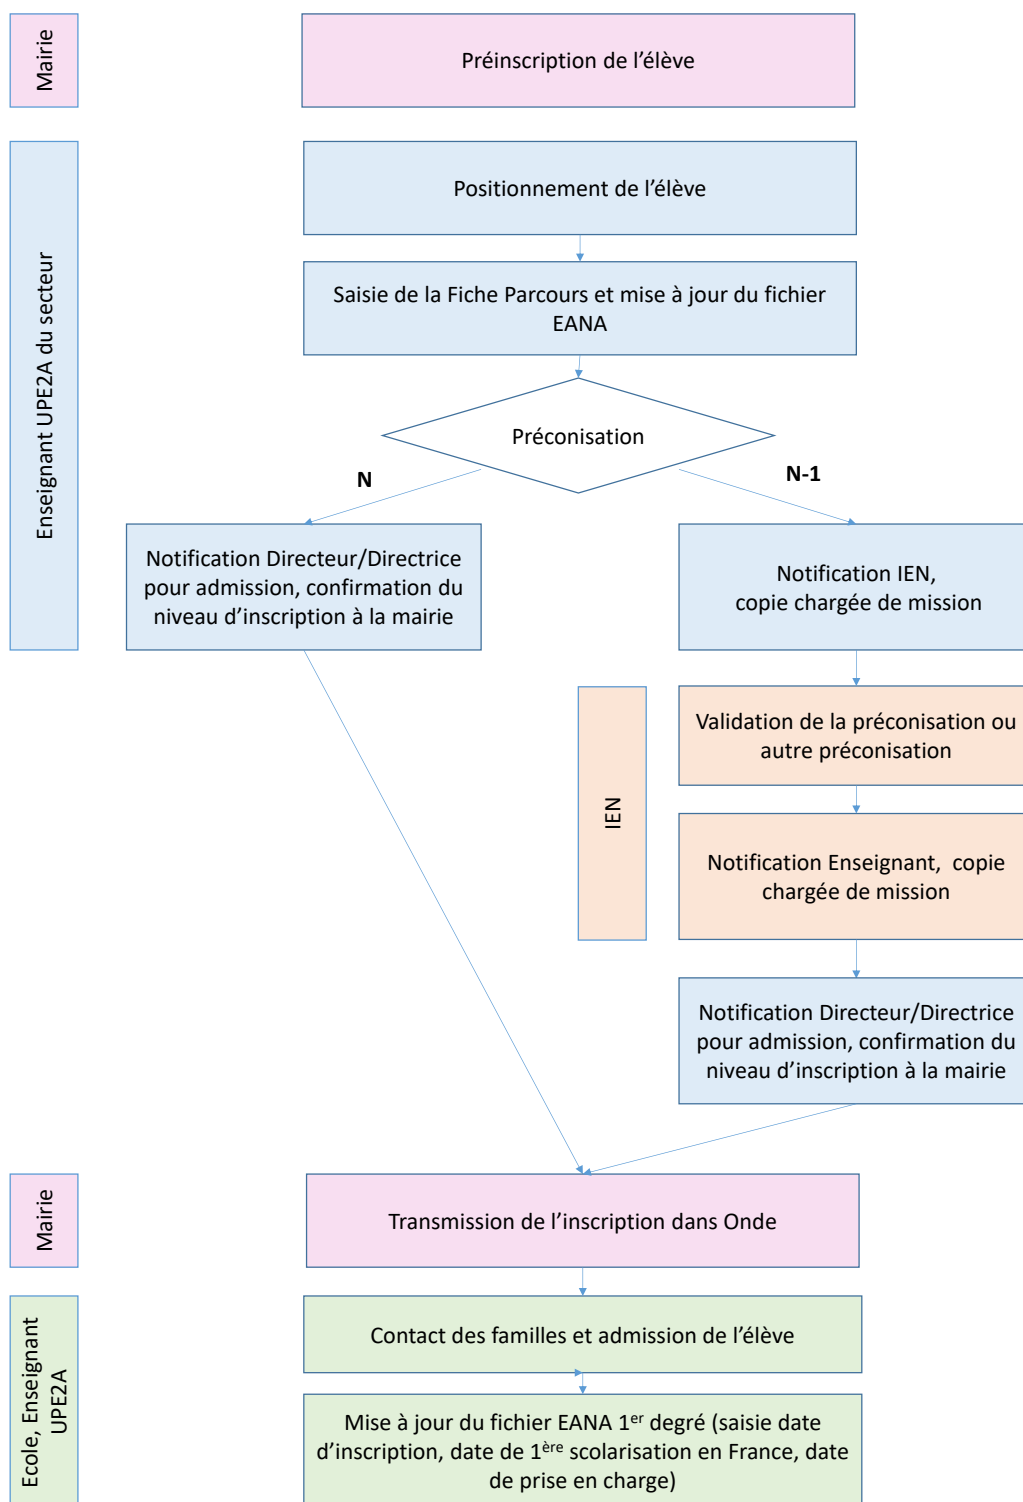 Mairie
Préinscription de l’élève
Enseignant UPE2A du secteur
Positionnement de l’élève
Saisie de la Fiche Parcours et mise à jour du fichier
EANA
Préconisation
N
N-1
Notification Directeur/Directrice
pour admission, confirmation du
niveau d’inscription à la mairie
Notification IEN,
copie chargée de mission
IEN
Validation de la préconisation ou
autre préconisation
Notification Enseignant,  copie
chargée de mission
Notification Directeur/Directrice
pour admission, confirmation du
niveau d’inscription à la mairie
Mairie
Transmission de l’inscription dans Onde
Ecole, Enseignant
UPE2A
Contact des familles et admission de l’élève
Mise à jour du fichier EANA 1er degré (saisie date
d’inscription, date de 1ère scolarisation en France, date
de prise en charge)